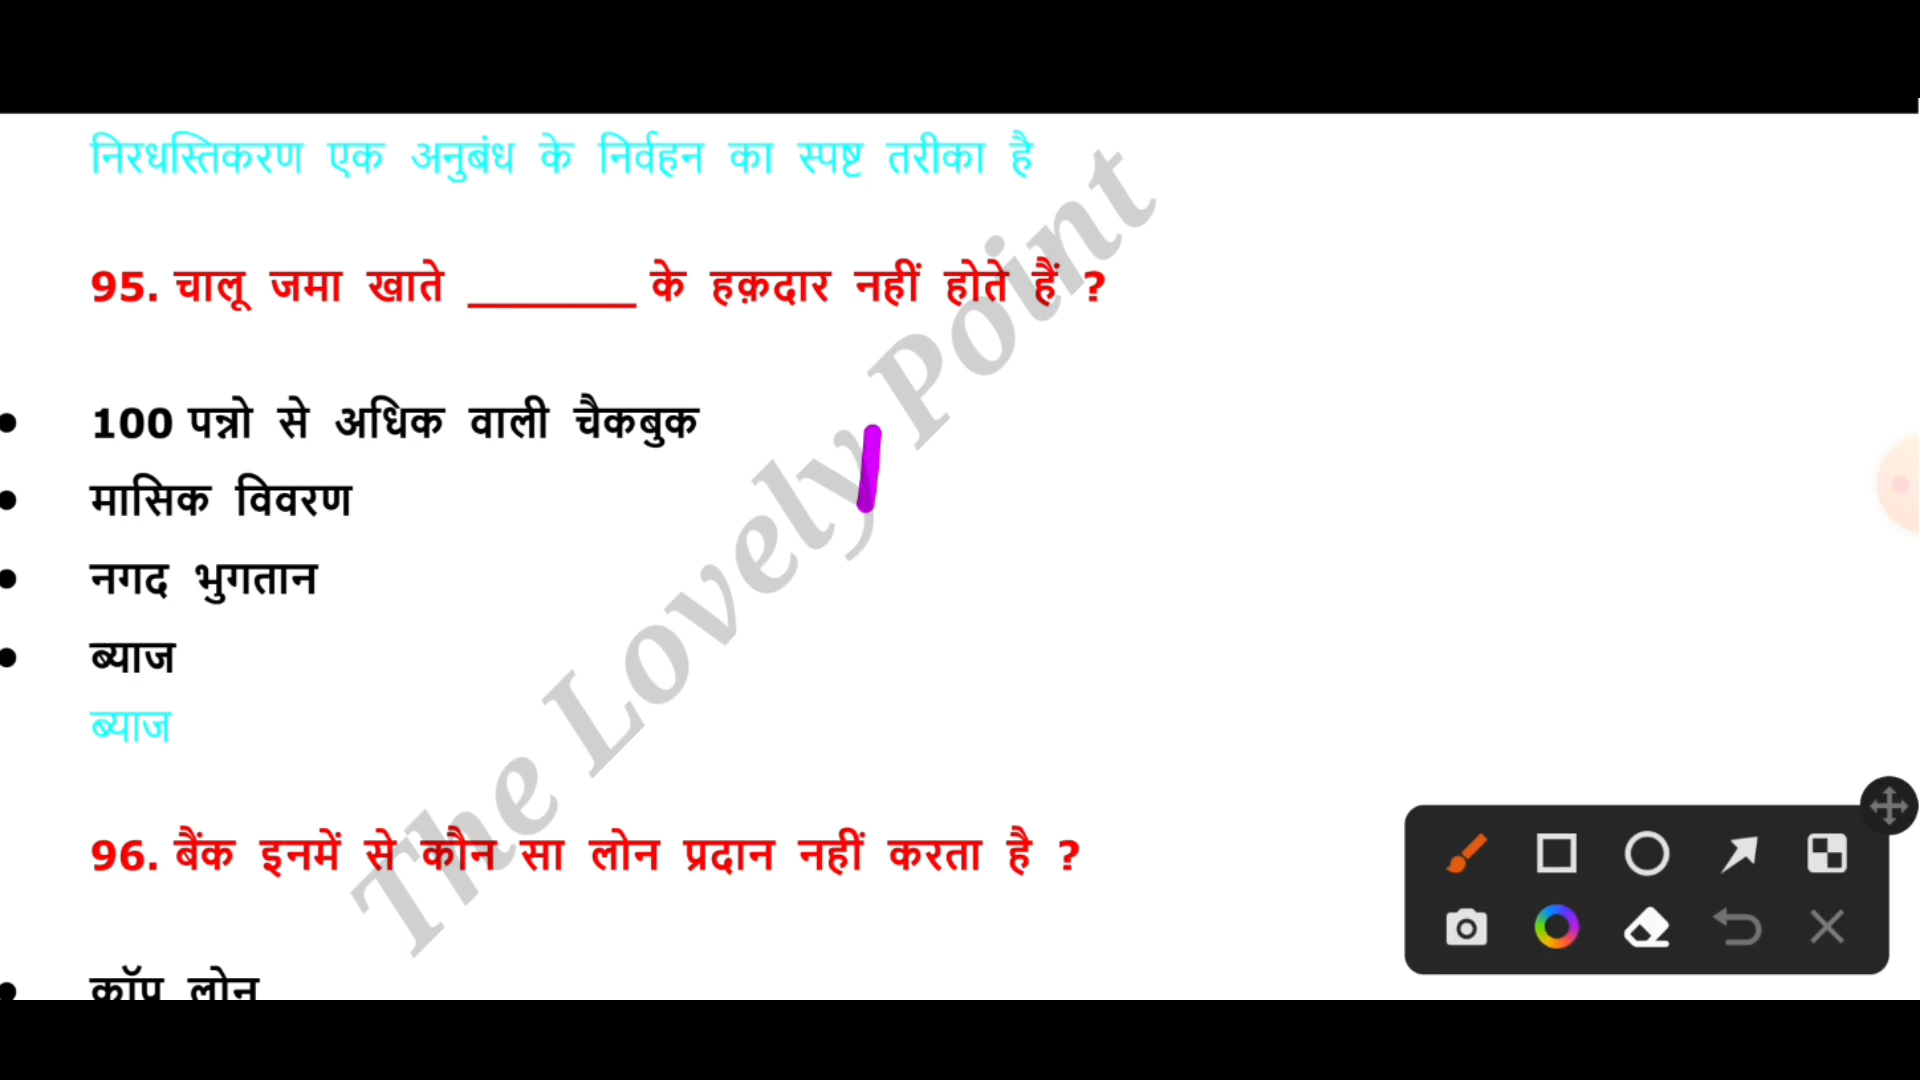 निरधस्तिकरण एक अनुबंध के निर्वहन का स्पष्ट तरीका है
95. चालू जमा खाते ________ के हक़दार नहीं होते हैं ?
• 100 पन्नो से अधिक वाली चैकबुक
• मासिक विवरण
• नगद भुगतान
• ब्याज
ब्याज
96. बैंक इनमें से कौन सा लोन प्रदान नहीं करता है ?
• कॉप लोन
The Lovely Point